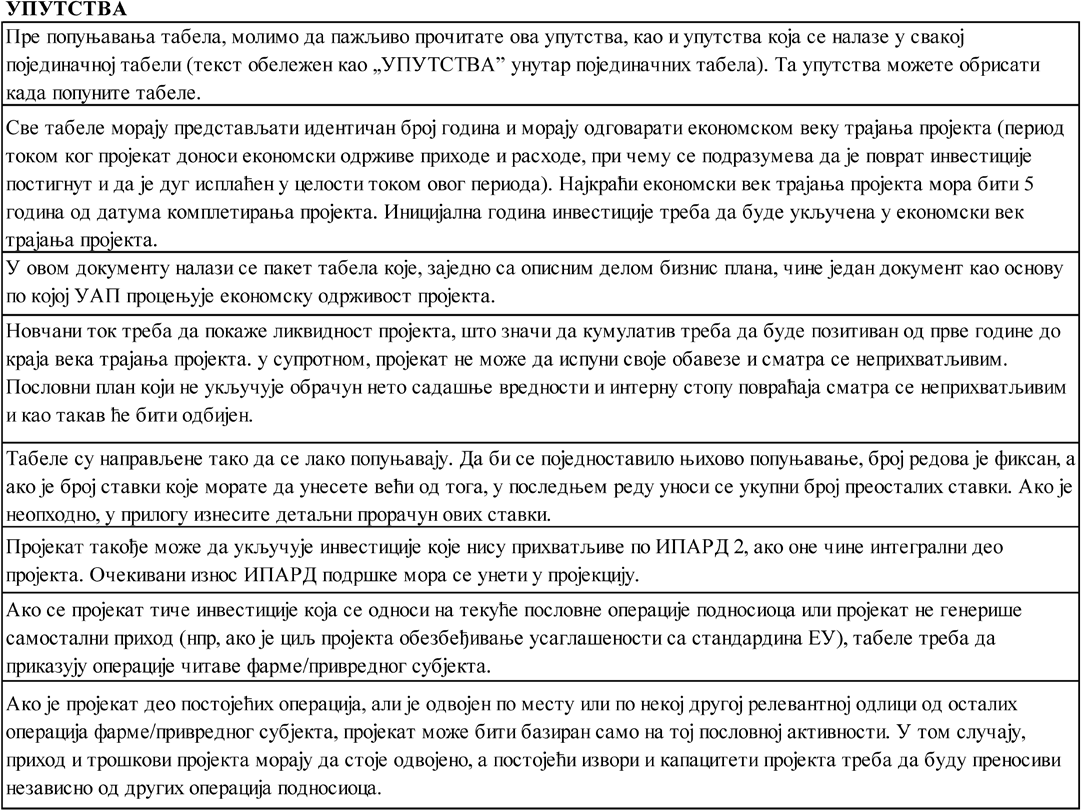 УПУТСТВА
Пре попуњавања табела, молимо да пажљиво прочитате ова упутства, као и упутства која се налазе у свакој
појединачној табели (текст обележен као „УПУТСТВА” унутар појединачних табела). Та упутства можете обрисати
када попуните табеле.
Све табеле морају представљати идентичан број година и морају одговарати економском веку трајања пројекта (период
током ког пројекат доноси економски одрживе приходе и расходе, при чему се подразумева да је поврат инвестиције
постигнут и да је дуг исплаћен у целости током овог периода). Најкраћи економски век трајања пројекта мора бити 5
година од датума комплетирања пројекта. Иницијална година инвестиције треба да буде укључена у економски век
трајања пројекта.
У овом документу налази се пакет табела које, заједно са описним делом бизнис плана, чине један документ као основу
по којој УАП процењује економску одрживост пројекта.
Новчани ток треба да покаже ликвидност пројекта, што значи да кумулатив треба да буде позитиван од прве године до
краја века трајања пројекта. у супротном, пројекат не може да испуни своје обавезе и сматра се неприхватљивим.
Пословни план који не укључује обрачун нето садашње вредности и интерну стопу повраћаја сматра се неприхватљивим
и као такав ће бити одбијен.
Табеле су направљене тако да се лако попуњавају. Да би се поједноставило њихово попуњавање, број редова је фиксан, а
ако је број ставки које морате да унесете већи од тога, у последњем реду уноси се укупни број преосталих ставки. Ако је
неопходно, у прилогу изнесите детаљни прорачун ових ставки.
Пројекат такође може да укључује инвестиције које нису прихватљиве по ИПАРД 2, ако оне чине интегрални део
пројекта. Очекивани износ ИПАРД подршке мора се унети у пројекцију.
Ако се пројекат тиче инвестиције која се односи на текуће пословне операције подносиоца или пројекат не генерише
самостални приход (нпр, ако је циљ пројекта обезбеђивање усаглашености са стандардина ЕУ), табеле треба да
приказују операције читаве фарме/привредног субјекта.
Ако је пројекат део постојећих операција, али је одвојен по месту или по некој другој релевантној одлици од осталих
операција фарме/привредног субјекта, пројекат може бити базиран само на тој пословној активности. У том случају,
приход и трошкови пројекта морају да стоје одвојено, а постојећи извори и капацитети пројекта треба да буду преносиви
независно од других операција подносиоца.